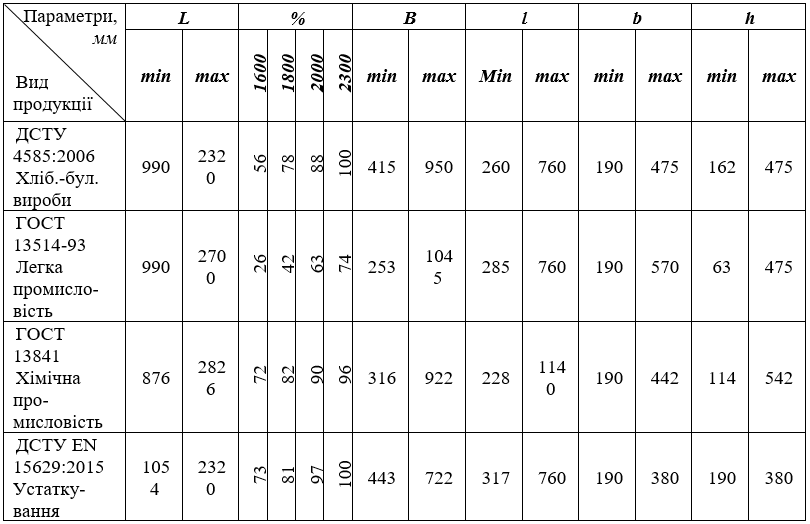 Параметри, L % B l b h
мм
Вид
продукції
min max 1600 1800 2000 2300 min max Min max min max min max
ДСТУ
4585:2006
Хліб.-бул.
вироби
990 232
0 56 78 88 100 415 950 260 760 190 475 162 475
ГОСТ
13514-93
Легка
промисло-
вість
990 270
0 26 42 63 74 253 104
5 285 760 190 570 63 475
ГОСТ
13841
Хімічна
про-
мисловість
876 282
6 72 82 90 96 316 922 228 114
0 190 442 114 542
ДСТУ EN
15629:2015
Устатку-
вання
105
4 232
0 73 81 97 100 443 722 317 760 190 380 190 380